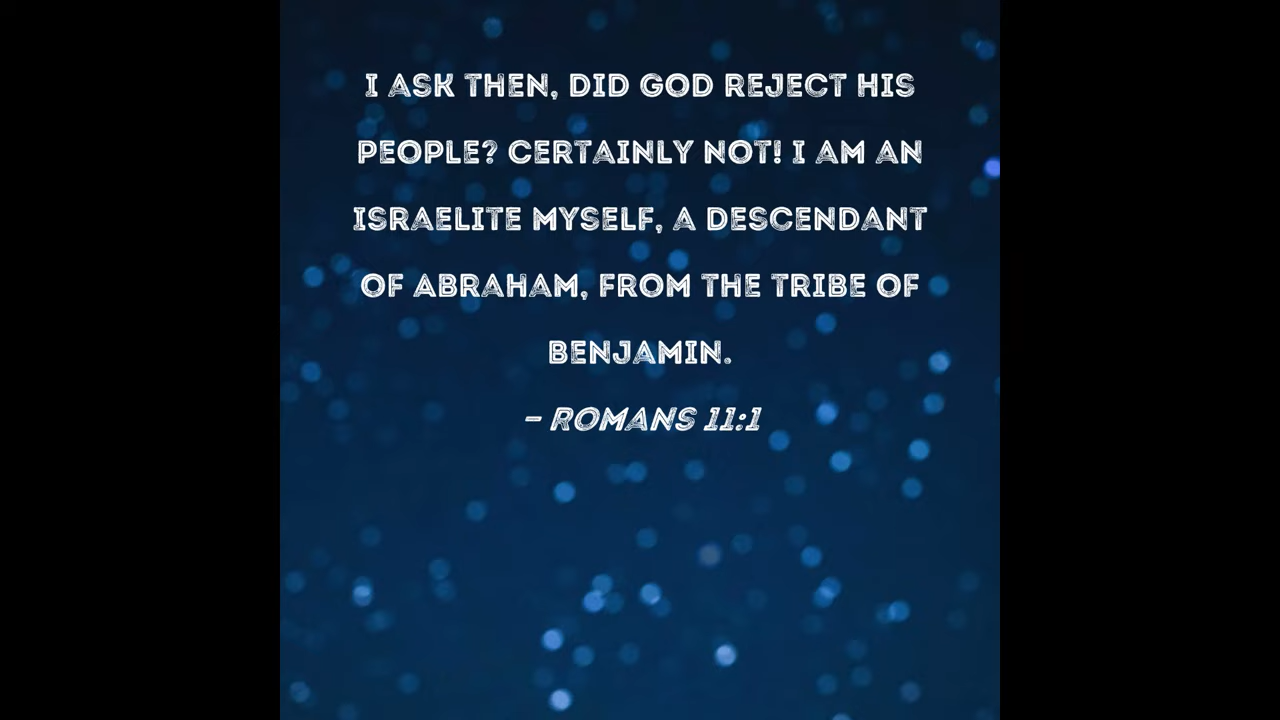 I ASK THEN, DID GOD REJECT HIS
PEOPLE? CERTAINLY NOT! I AM AN
ISRAELITE MYSELF, A DESCENDANT
OF ABRAHAM, FROM THE TRIBE OF
BENJAMIN.
– ROMANS 11:1